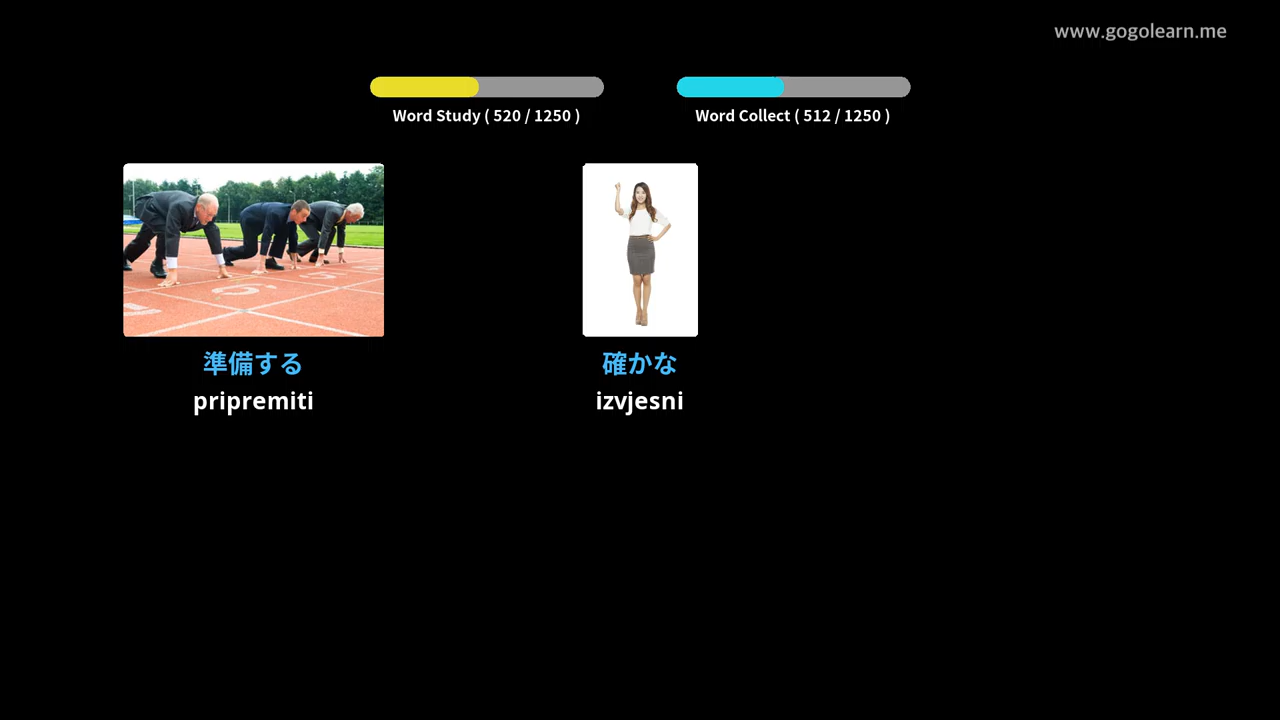 www.gogolearn.me
Word Study ( 520 / 1250 )
Word Collect ( 512 / 1250 )
準備する
pripremiti
確かな
izvjesni